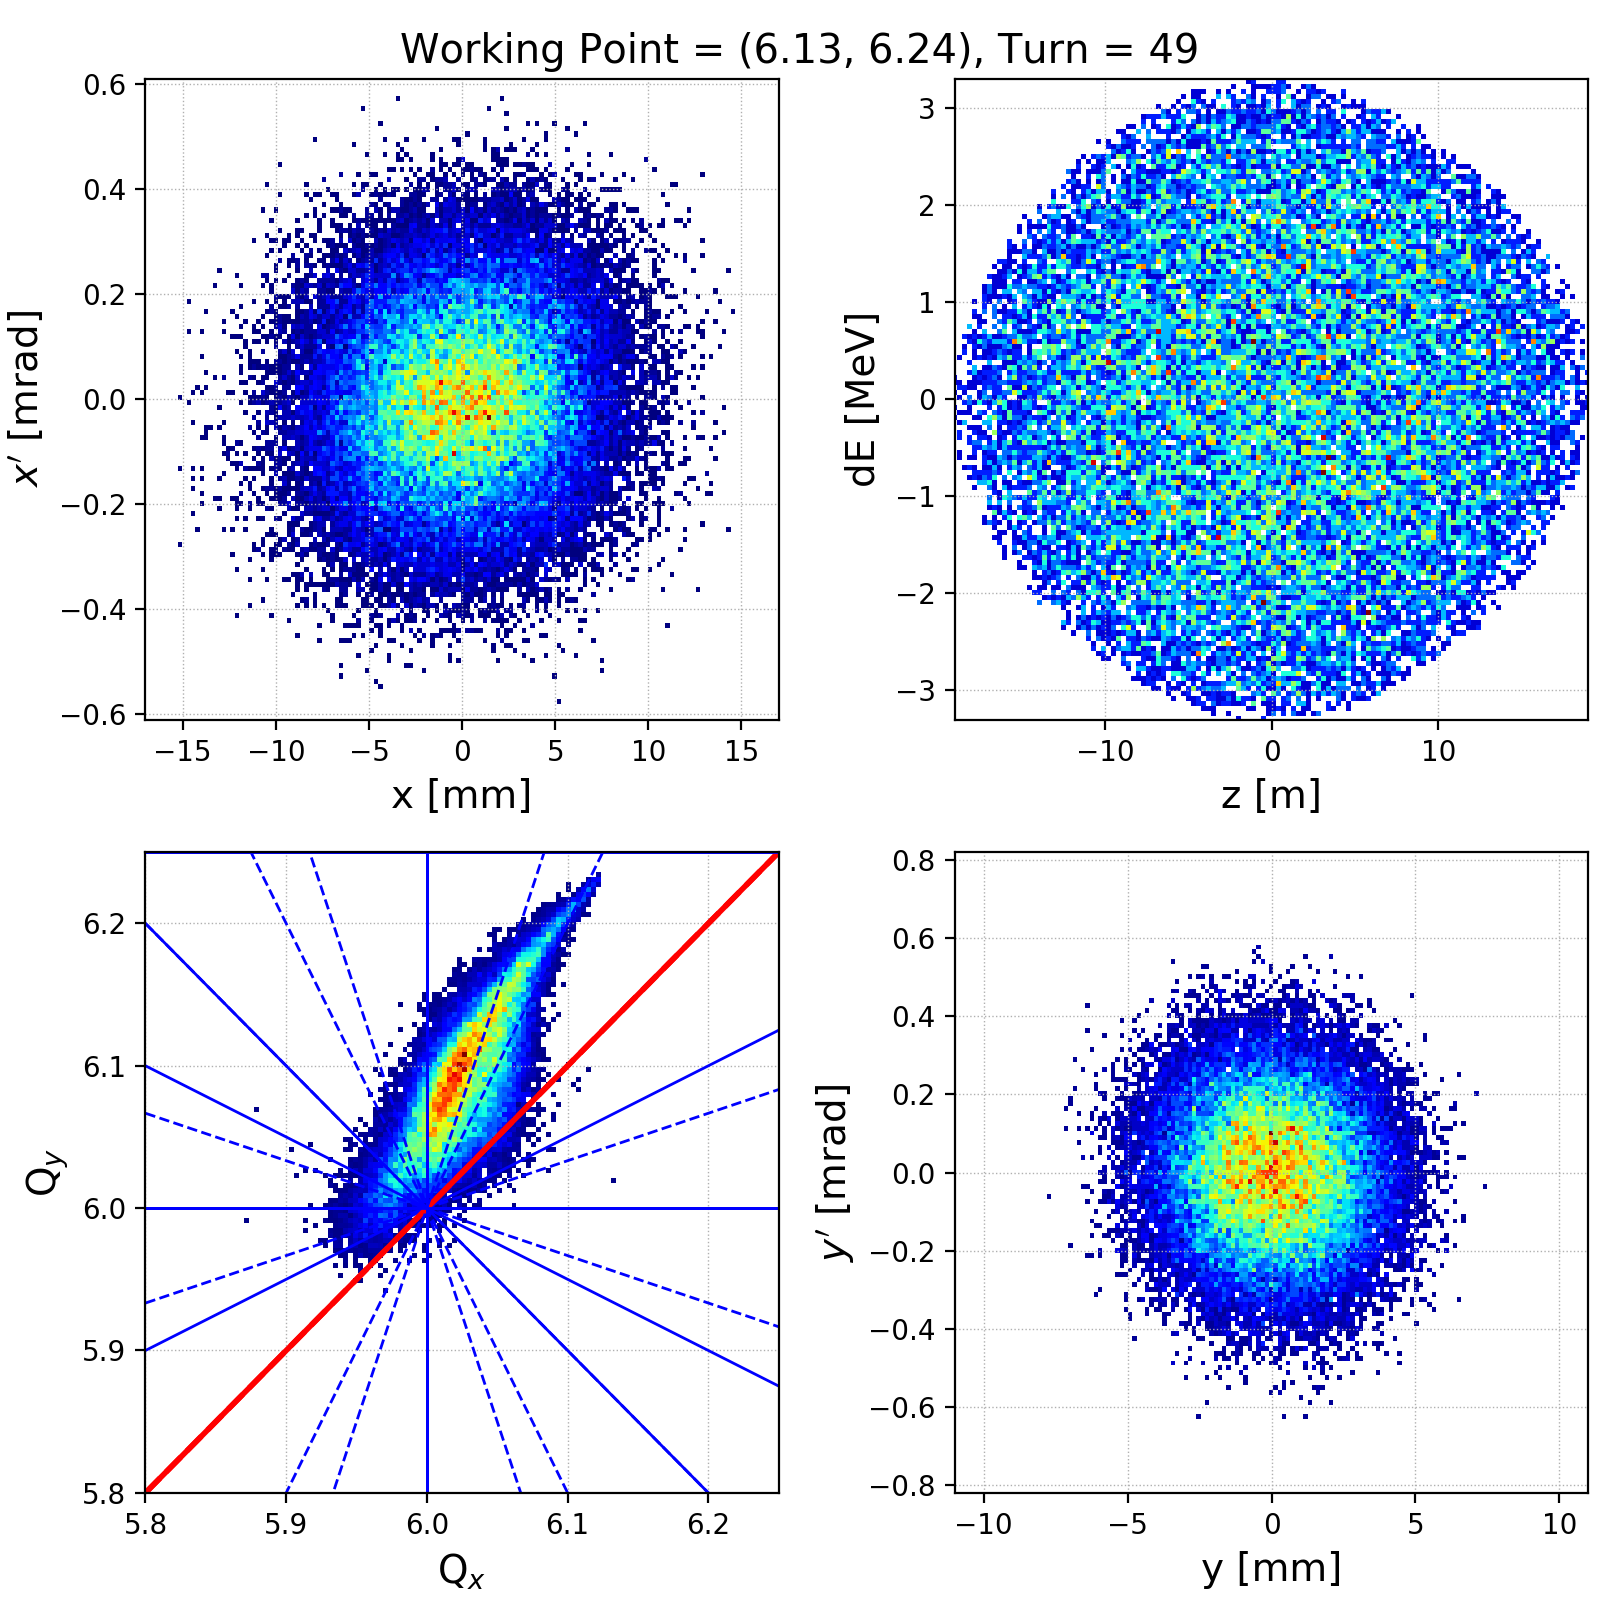 Working Point = (6.13, 6.24), Turn = 49
0.6
0.4
0.2
0.0
−0.2
−0.4
−0.6
x′ [mrad]
−15 −10 −5 0 5 10 15
x [mm]
3
2
1
0
−1
−2
−3
dE [MeV]
−10 0 10
z [m]
6.2
6.1
6.0
5.9
5.8
Qy
5.8 5.9 6.0 6.1 6.2
Qx
0.8
0.6
0.4
0.2
0.0
−0.2
−0.4
−0.6
−0.8
y′ [mrad]
−10 −5 0 5 10
y [mm]